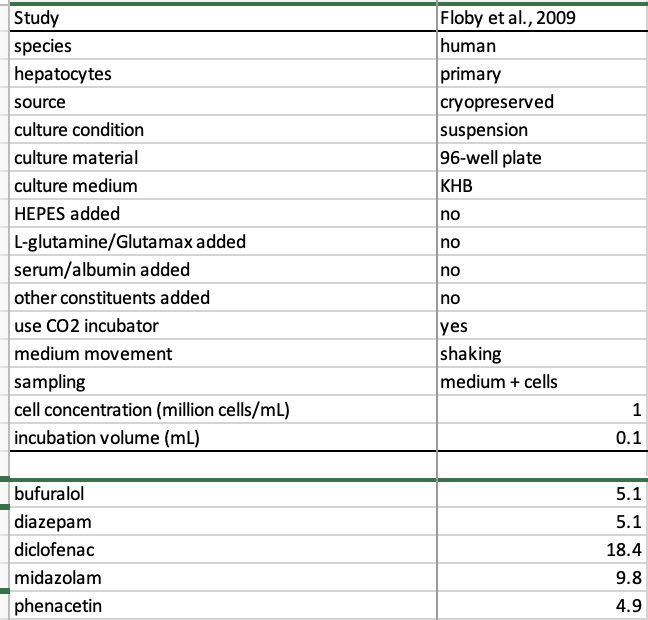 Study Floby et al., 2009
species human
hepatocytes primary
source cryopreserved
culture condition suspension
culture material 96-well plate
culture medium KHB
HEPES added no
L-glutamine/Glutamax added no
serum/albumin added no
other constituents added no
use CO2 incubator yes
medium movement shaking
sampling medium + cells
cell concentration (million cells/mL) 1
incubation volume (mL) 0.1
bufuralol 5.1
diazepam 5.1
diclofenac 18.4
midazolam 9.8
phenacetin 4.9